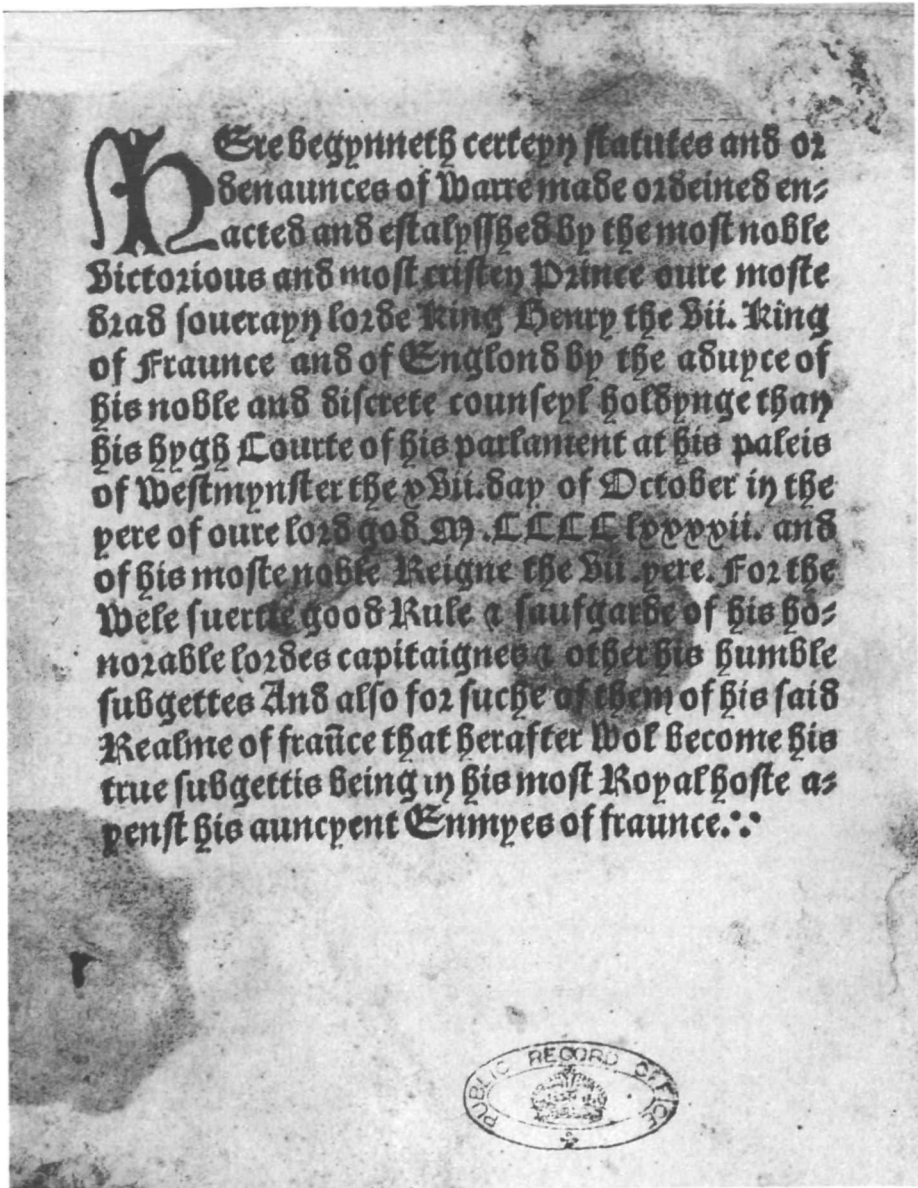 HEre begynneth certeyn statutes and or
denaunces of warre made ordeined en⸗
acted and estalysshed by the most noble
victorious and most cristen Prince oure moste
drad souerayn lorde King Henry the vii. King
of Fraunce and of Englond by the aduyce of
his noble and discrete counseyl holdynge than
his hygh Courte of his parlament at his paleis
of westmynster the xvii. day of October in the
yere of oure lord god M .CCCC lxxxxii. and
of his moste noble Reigne the vii .yere. For the
wele suertie good Rule ⁊ saufgarde of his ho⸗
norable lordes capitaignes ⁊ other his humble
subgettes And also for suche of them of his said
Realme of frañce that herafter wol become his
true subgettis being in his most Royal hoste a⸗
yenst his auncyent Enmyes of fraunce.
PUBLIC RECORD OFFICE